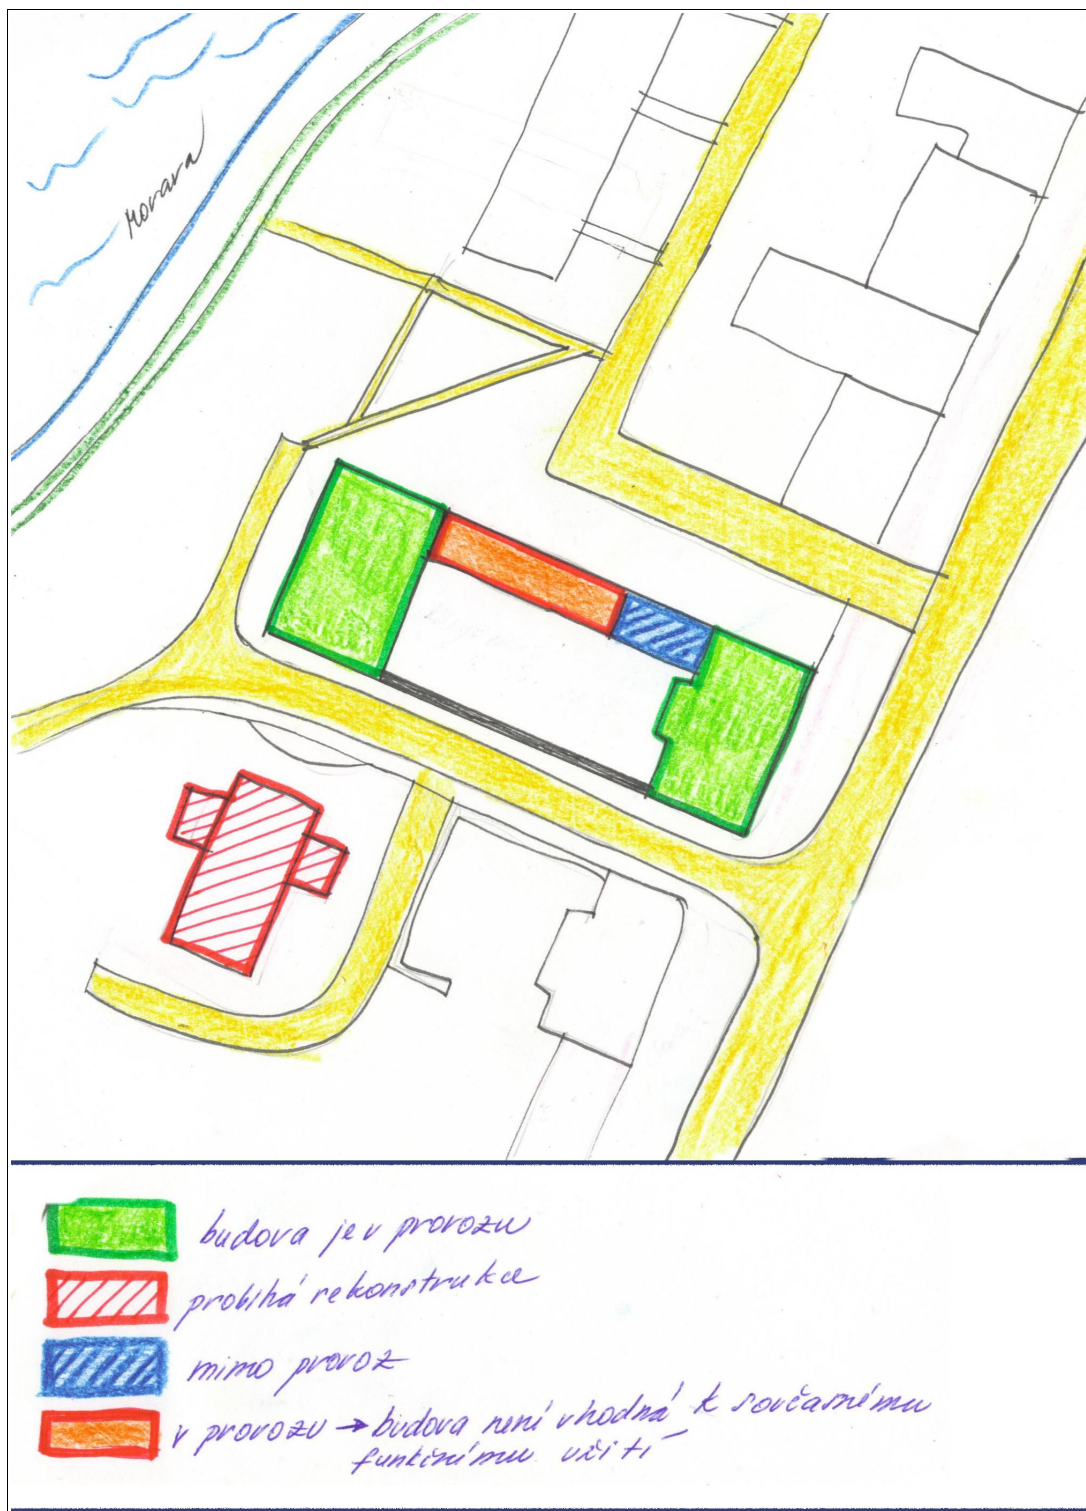 Morava
budova je v provozu
probíhá rekonstrukce
mimo provoz
v provozu → budova není vhodná k současnému
funkčnímu užití